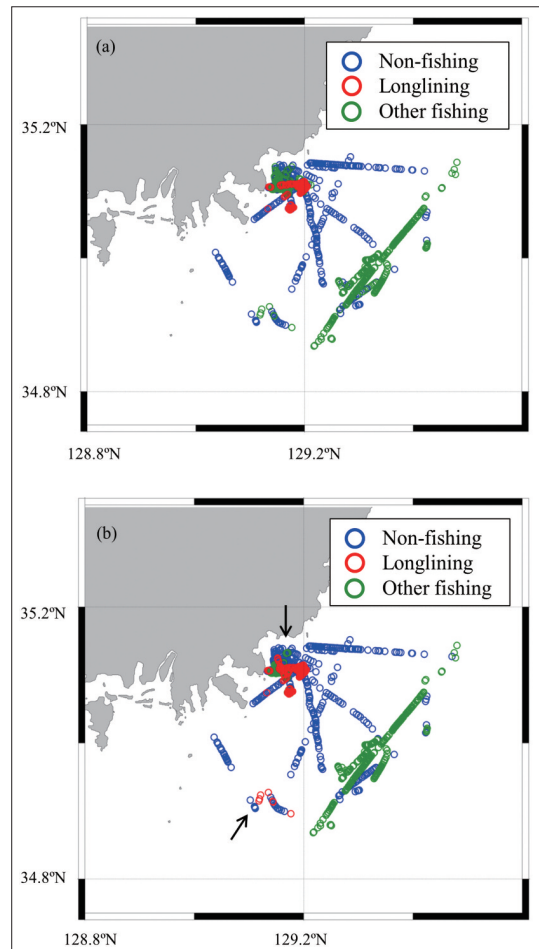 (a)
Non-fishing
Longlining
Other fishing
35.2ºN
34.8ºN
128.8ºN
129.2ºN
(b)
Non-fishing
Longlining
Other fishing
35.2ºN
34.8ºN
128.8ºN
129.2ºN